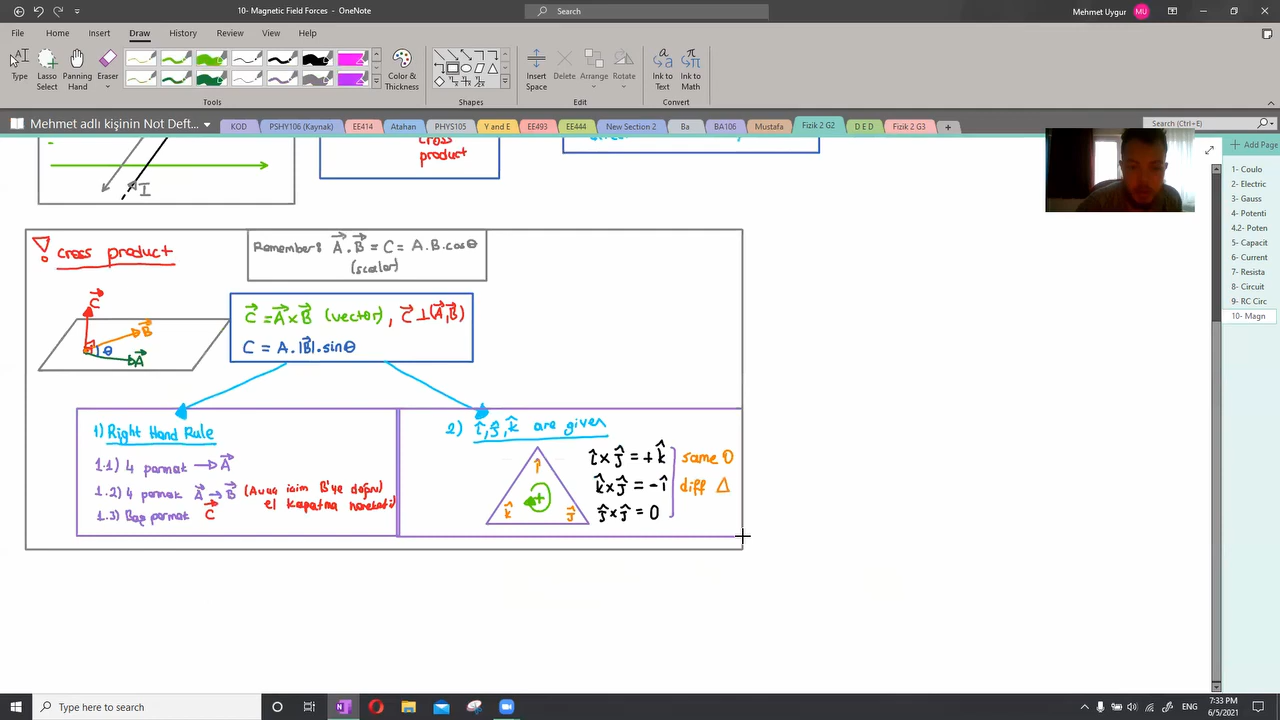 10- Magnetic Field Forces - OneNote
Search
Mehmet Uygur
MU
File
Home
Insert
Draw
History
Review
View
Help
Type
Lasso Select
Panning Hand
Eraser
Color & Thickness
Insert Space
Delete
Arrange
Rotate
Ink to Text
Ink to Math
Tools
Shapes
Edit
Convert
Mehmet adlı kişinin Not Deft...
KOD
PSHY106 (Kaynak)
EE414
Atahan
PHYS105
Y and E
EE493
EE444
New Section 2
Ba
BA106
Mustafa
Fizik 2 G2
D E D
Fizik 2 G3
Search (Ctrl+E)
Add Page
1- Coulo
2- Electric
3- Gauss
4- Potenti
4.2- Poten
5- Capacit
6- Current
7- Resista
8- Circuit
9- RC Circ
10- Magn
I
cross
product
! cross product
Remember: A⃗.B⃗ = C = A.B.cosθ
(scalar)
C⃗
B⃗
θ
A⃗
C⃗ = A⃗ x B⃗ (vector), C⃗ ⊥ (A⃗,B⃗)
C = A.|B⃗|.sinθ
1) Right Hand Rule
1.1) 4 parmak → A⃗
1.2) 4 parmak A⃗ → B⃗ (Avuç içim B'ye doğru)
el kapatma hareketi)
1.3) Baş parmak C⃗
2) î, ĵ, k̂ are given
î
k̂
+
ĵ
î x ĵ = +k̂
k̂ x ĵ = -î
ĵ x ĵ = 0
same O
diff Δ
Type here to search
ENG
7:33 PM
6/5/2021